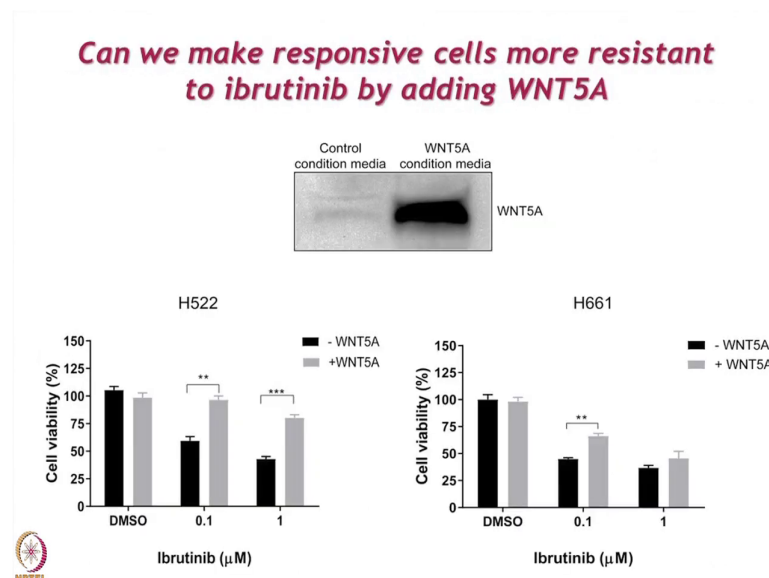 Can we make responsive cells more resistant
to ibrutinib by adding WNT5A
Control
condition media
WNT5A
condition media
WNT5A
H522
- WNT5A
+WNT5A
150
125
100
75
50
25
0
Cell viability (%)
**
***
DMSO
0.1
1
Ibrutinib (μM)
H661
- WNT5A
+ WNT5A
150
125
100
75
50
25
0
Cell viability (%)
**
DMSO
0.1
1
Ibrutinib (μM)
NPTEL